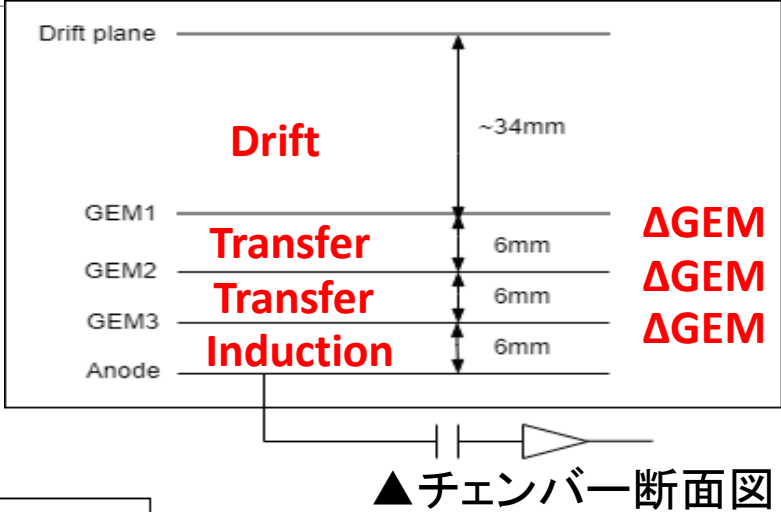 Drift plane
Drift
~34mm
GEM1
ΔGEM
Transfer
6mm
GEM2
ΔGEM
Transfer
6mm
GEM3
ΔGEM
Induction
6mm
Anode
▲チェンバー断面図